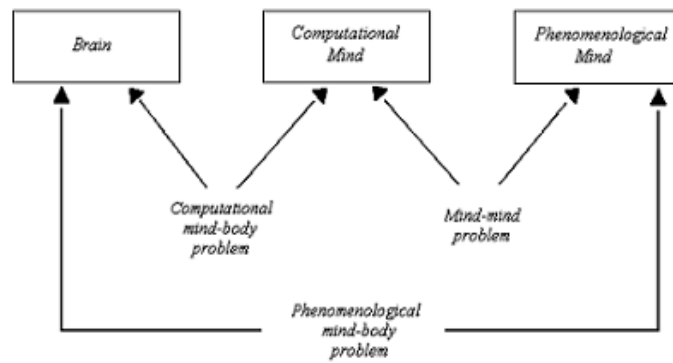 Brain
Computational
Mind
Phenomenological
Mind
Computational
mind-body
problem
Mind-mind
problem
Phenomenological
mind-body
problem